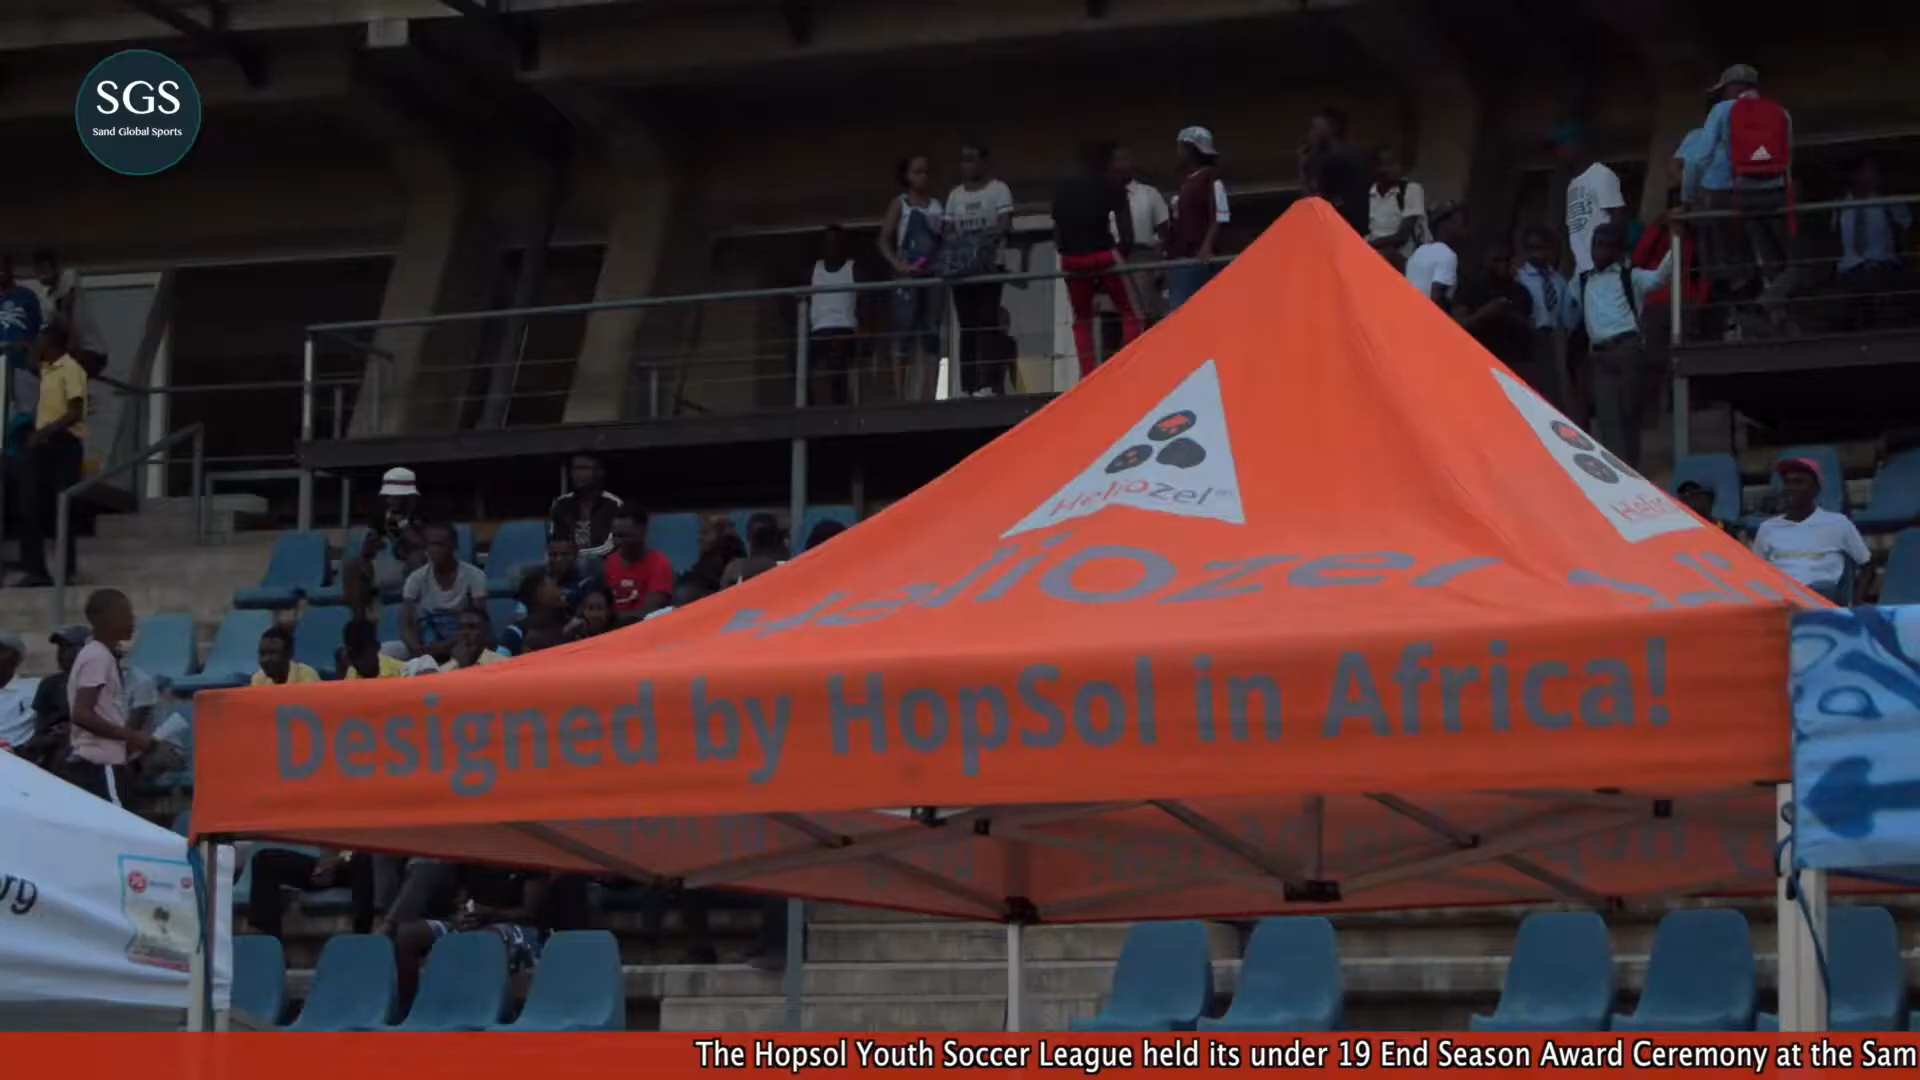 SGS
Sand Global Sports
Heliozel
Heliozel
Designed by HopSol in Africa!
The Hopsol Youth Soccer League held its under 19 End Season Award Ceremony at the Sam